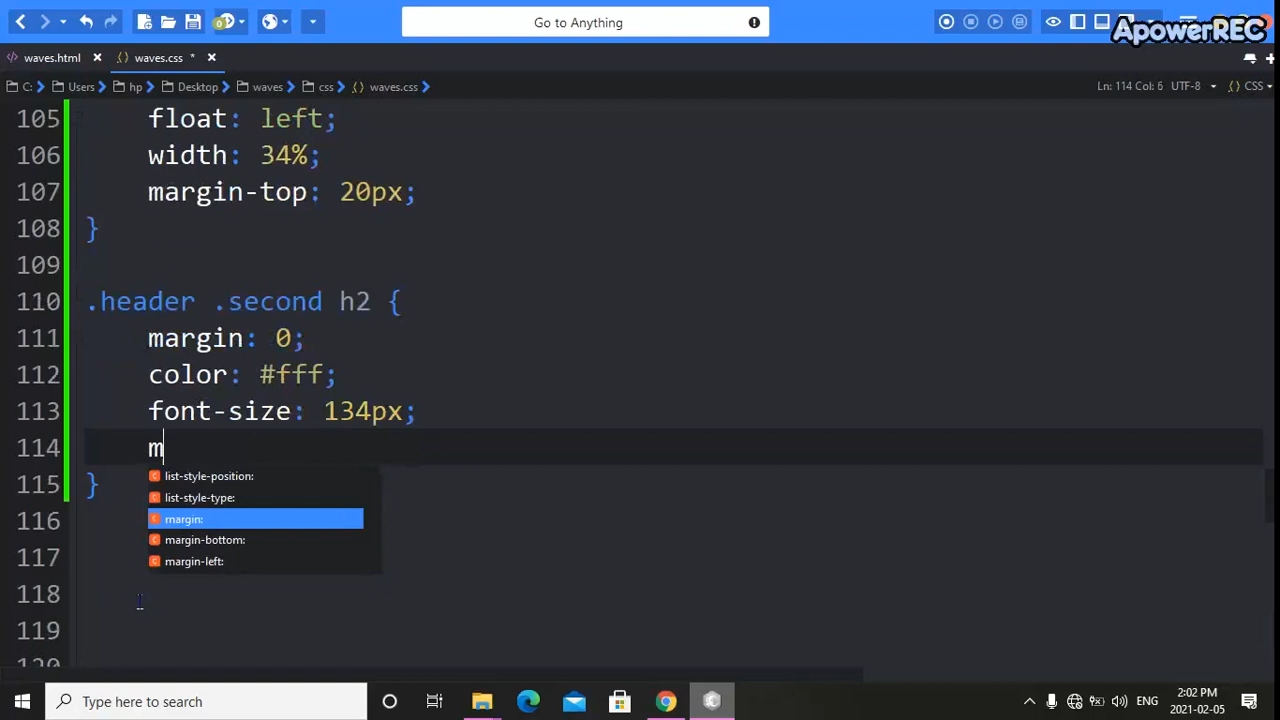 Go to Anything
ApowerREC
waves.html
waves.css *
C: Users hp Desktop waves css waves.css
Ln: 114 Col: 6 UTF-8 CSS
105 float: left;
106 width: 34%;
107 margin-top: 20px;
108 }
109
110 .header .second h2 {
111 margin: 0;
112 color: #fff;
113 font-size: 134px;
114 m
list-style-position:
list-style-type:
115 }
margin:
116
margin-bottom:
117
margin-left:
118
119
Type here to search
ENG
2:02 PM
2021-02-05